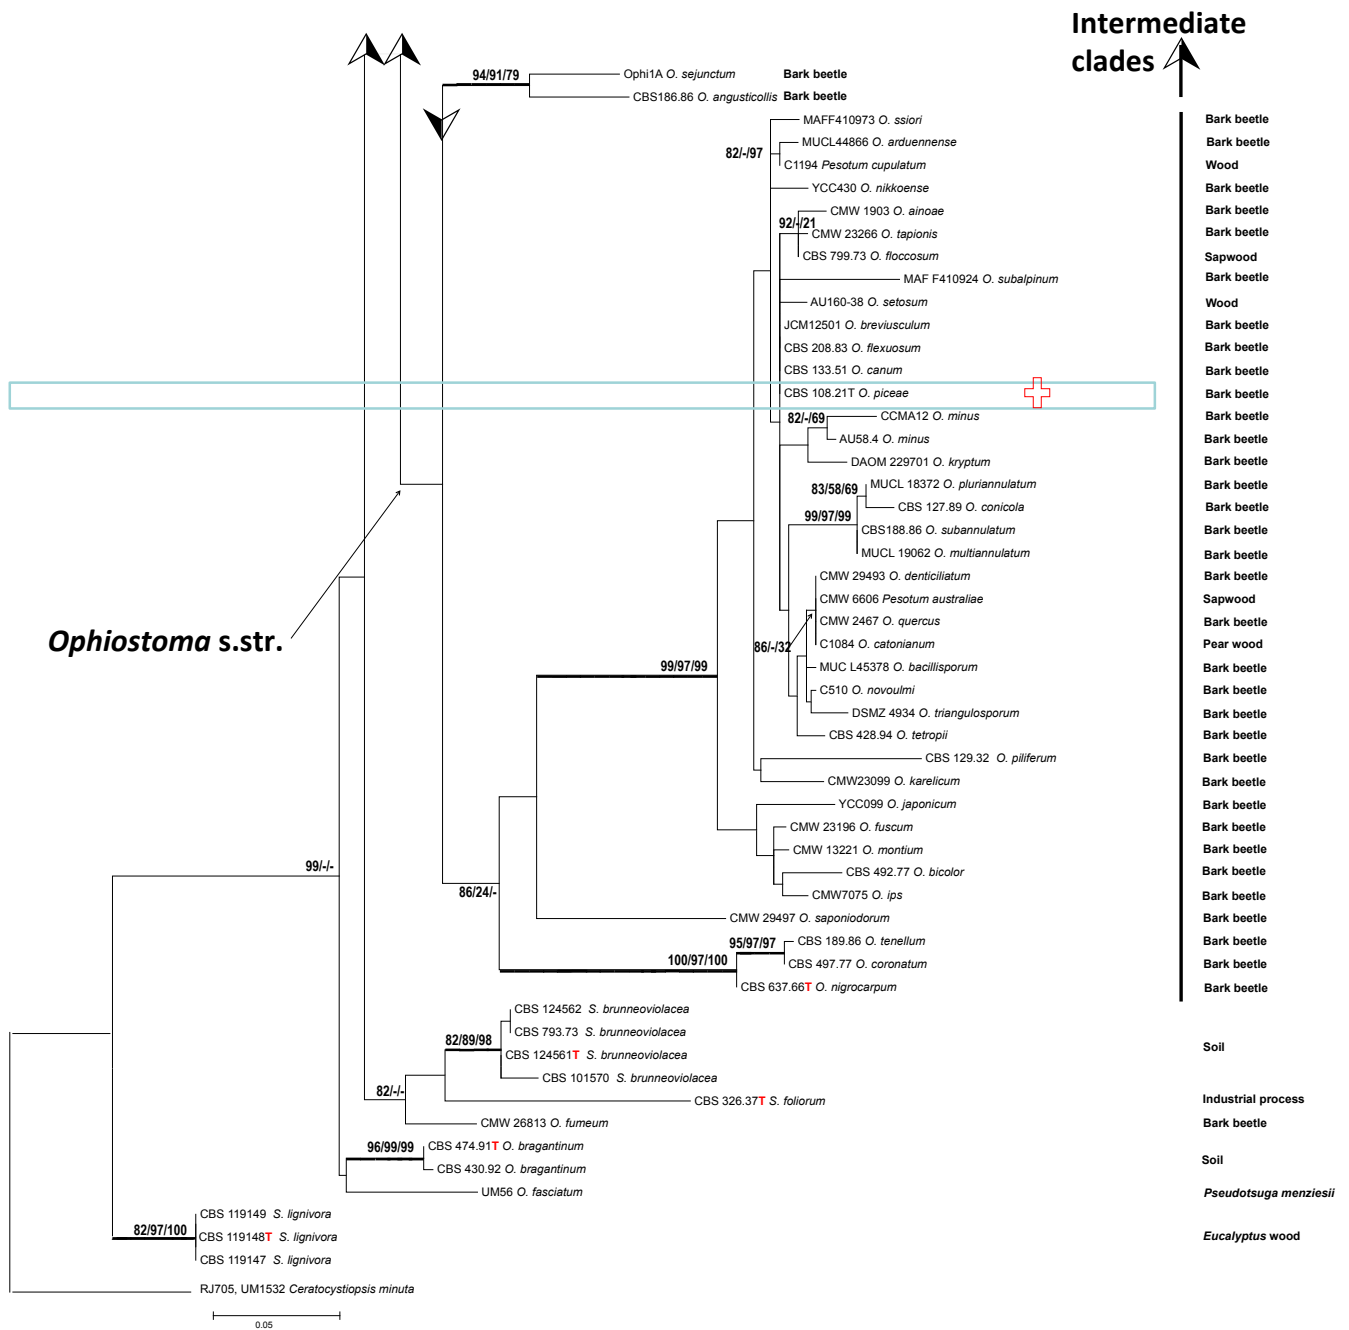 Intermediate
clades
94/91/79
Ophi1A O. sejunctum Bark beetle
CBS186.86 O. angusticollis Bark beetle
MAFF410973 O. ssiori Bark beetle
MUCL44866 O. arduennense Bark beetle
82/-/97
C1194 Pesotum cupulatum Wood
YCC430 O. nikkoense Bark beetle
CMW 1903 O. ainoae Bark beetle
92/-/21
CMW 23266 O. tapionis Bark beetle
CBS 799.73 O. floccosum Sapwood
MAF F410924 O. subalpinum Bark beetle
AU160-38 O. setosum Wood
JCM12501 O. breviusculum Bark beetle
CBS 208.83 O. flexuosum Bark beetle
CBS 133.51 O. canum Bark beetle
CBS 108.21T O. piceae Bark beetle
82/-/69
CCMA12 O. minus Bark beetle
AU58.4 O. minus Bark beetle
DAOM 229701 O. kryptum Bark beetle
83/58/69
MUCL 18372 O. pluriannulatum Bark beetle
CBS 127.89 O. conicola Bark beetle
99/97/99
CBS188.86 O. subannulatum Bark beetle
MUCL 19062 O. multiannulatum Bark beetle
CMW 29493 O. denticiliatum Bark beetle
CMW 6606 Pesotum australiae Sapwood
CMW 2467 O. quercus Bark beetle
Ophiostoma s.str.
86/-/32
C1084 O. catonianum Pear wood
99/97/99
MUC L45378 O. bacillisporum Bark beetle
C510 O. novoulmi Bark beetle
DSMZ 4934 O. triangulosporum Bark beetle
CBS 428.94 O. tetropii Bark beetle
CBS 129.32 O. piliferum Bark beetle
CMW23099 O. karelicum Bark beetle
YCC099 O. japonicum Bark beetle
CMW 23196 O. fuscum Bark beetle
CMW 13221 O. montium Bark beetle
99/-/-
CBS 492.77 O. bicolor Bark beetle
86/24/-
CMW7075 O. ips Bark beetle
CMW 29497 O. saponiodorum Bark beetle
95/97/97
CBS 189.86 O. tenellum Bark beetle
100/97/100
CBS 497.77 O. coronatum Bark beetle
CBS 637.66T O. nigrocarpum Bark beetle
CBS 124562 S. brunneoviolacea
CBS 793.73 S. brunneoviolacea
82/89/98
Soil
CBS 124561T S. brunneoviolacea
CBS 101570 S. brunneoviolacea
82/-/-
CBS 326.37T S. foliorum Industrial process
CMW 26813 O. fumeum Bark beetle
96/99/99
CBS 474.91T O. bragantinum
Soil
CBS 430.92 O. bragantinum
UM56 O. fasciatum Pseudotsuga menziesii
CBS 119149 S. lignivora
82/97/100
CBS 119148T S. lignivora Eucalyptus wood
CBS 119147 S. lignivora
RJ705, UM1532 Ceratocystiopsis minuta
0.05